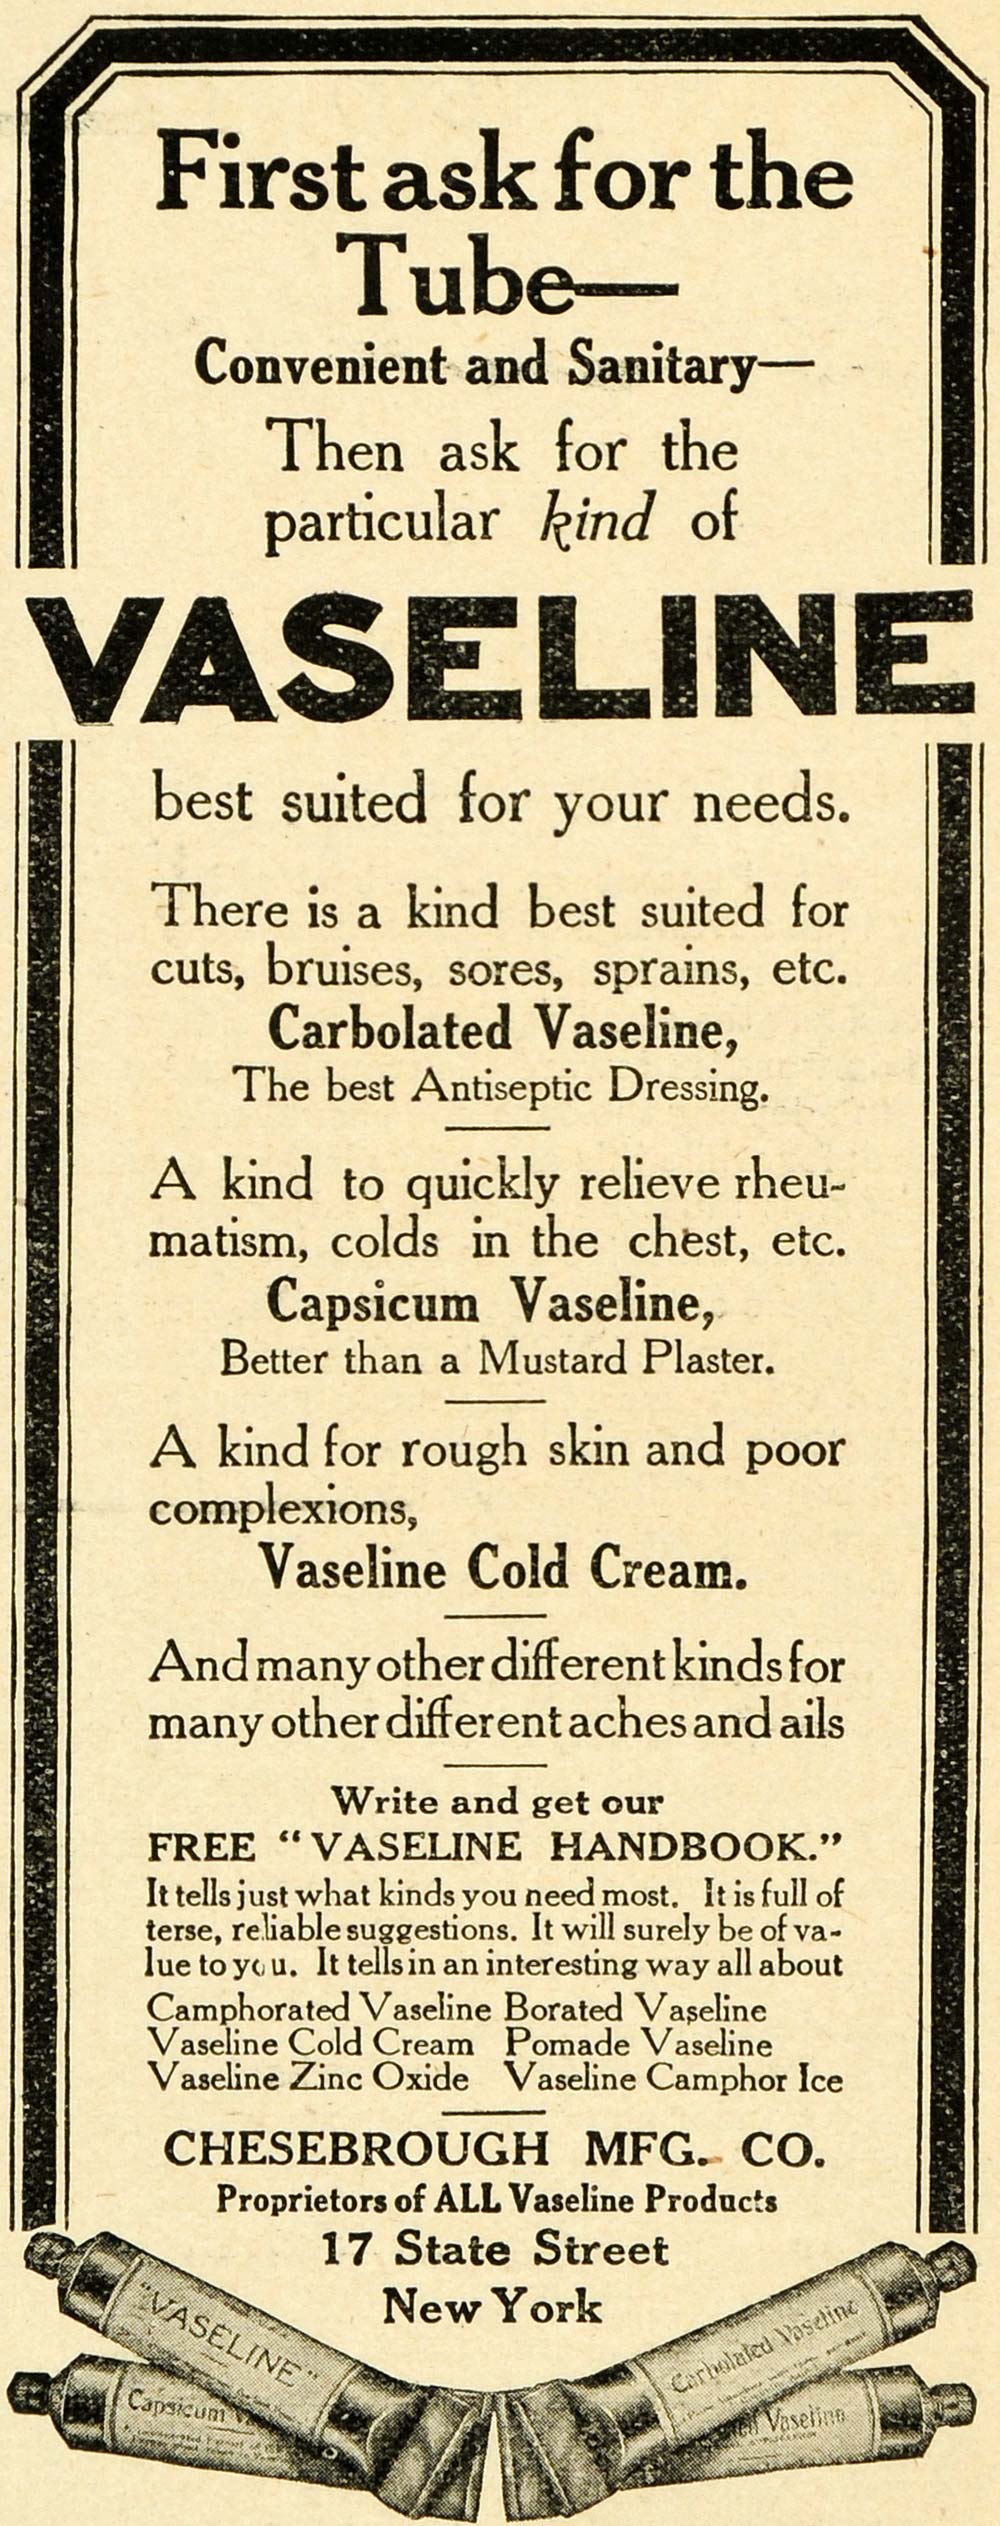 First ask for the
Tube—
Convenient and Sanitary—
Then ask for the
particular kind of
VASELINE
best suited for your needs.
There is a kind best suited for
cuts, bruises, sores, sprains, etc.
Carbolated Vaseline,
The best Antiseptic Dressing.
A kind to quickly relieve rheu-
matism, colds in the chest, etc.
Capsicum Vaseline,
Better than a Mustard Plaster.
A kind for rough skin and poor
complexions,
Vaseline Cold Cream.
And many other different kinds for
many other different aches and ails
Write and get our
FREE "VASELINE HANDBOOK."
It tells just what kinds you need most. It is full of
terse, reliable suggestions. It will surely be of va-
lue to you. It tells in an interesting way all about
Camphorated Vaseline Borated Vaseline
Vaseline Cold Cream Pomade Vaseline
Vaseline Zinc Oxide Vaseline Camphor Ice
CHESEBROUGH MFG. CO.
Proprietors of ALL Vaseline Products
17 State Street
New York
"VASELINE"
Capsicum
Carbolated Vaseline
Vaseline